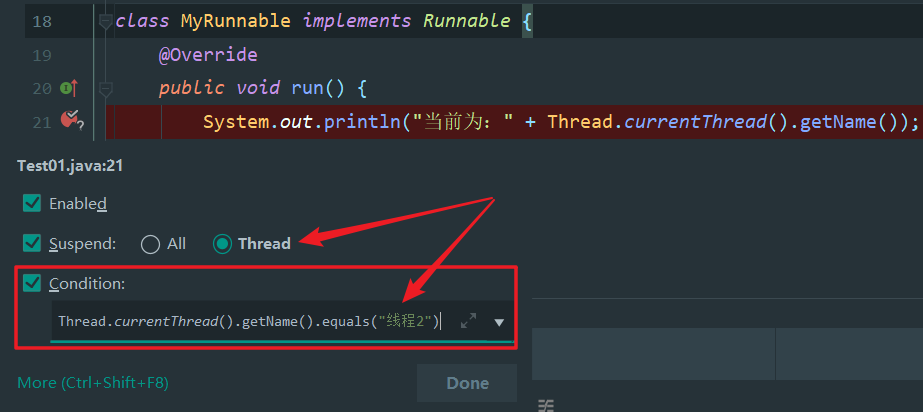 18 class MyRunnable implements Runnable {
19 @Override
20 public void run() {
21 System.out.println("当前为：" + Thread.currentThread().getName());
Test01.java:21
Enabled
Suspend: All Thread
Condition:
Thread.currentThread().getName().equals("线程2")
More (Ctrl+Shift+F8) Done